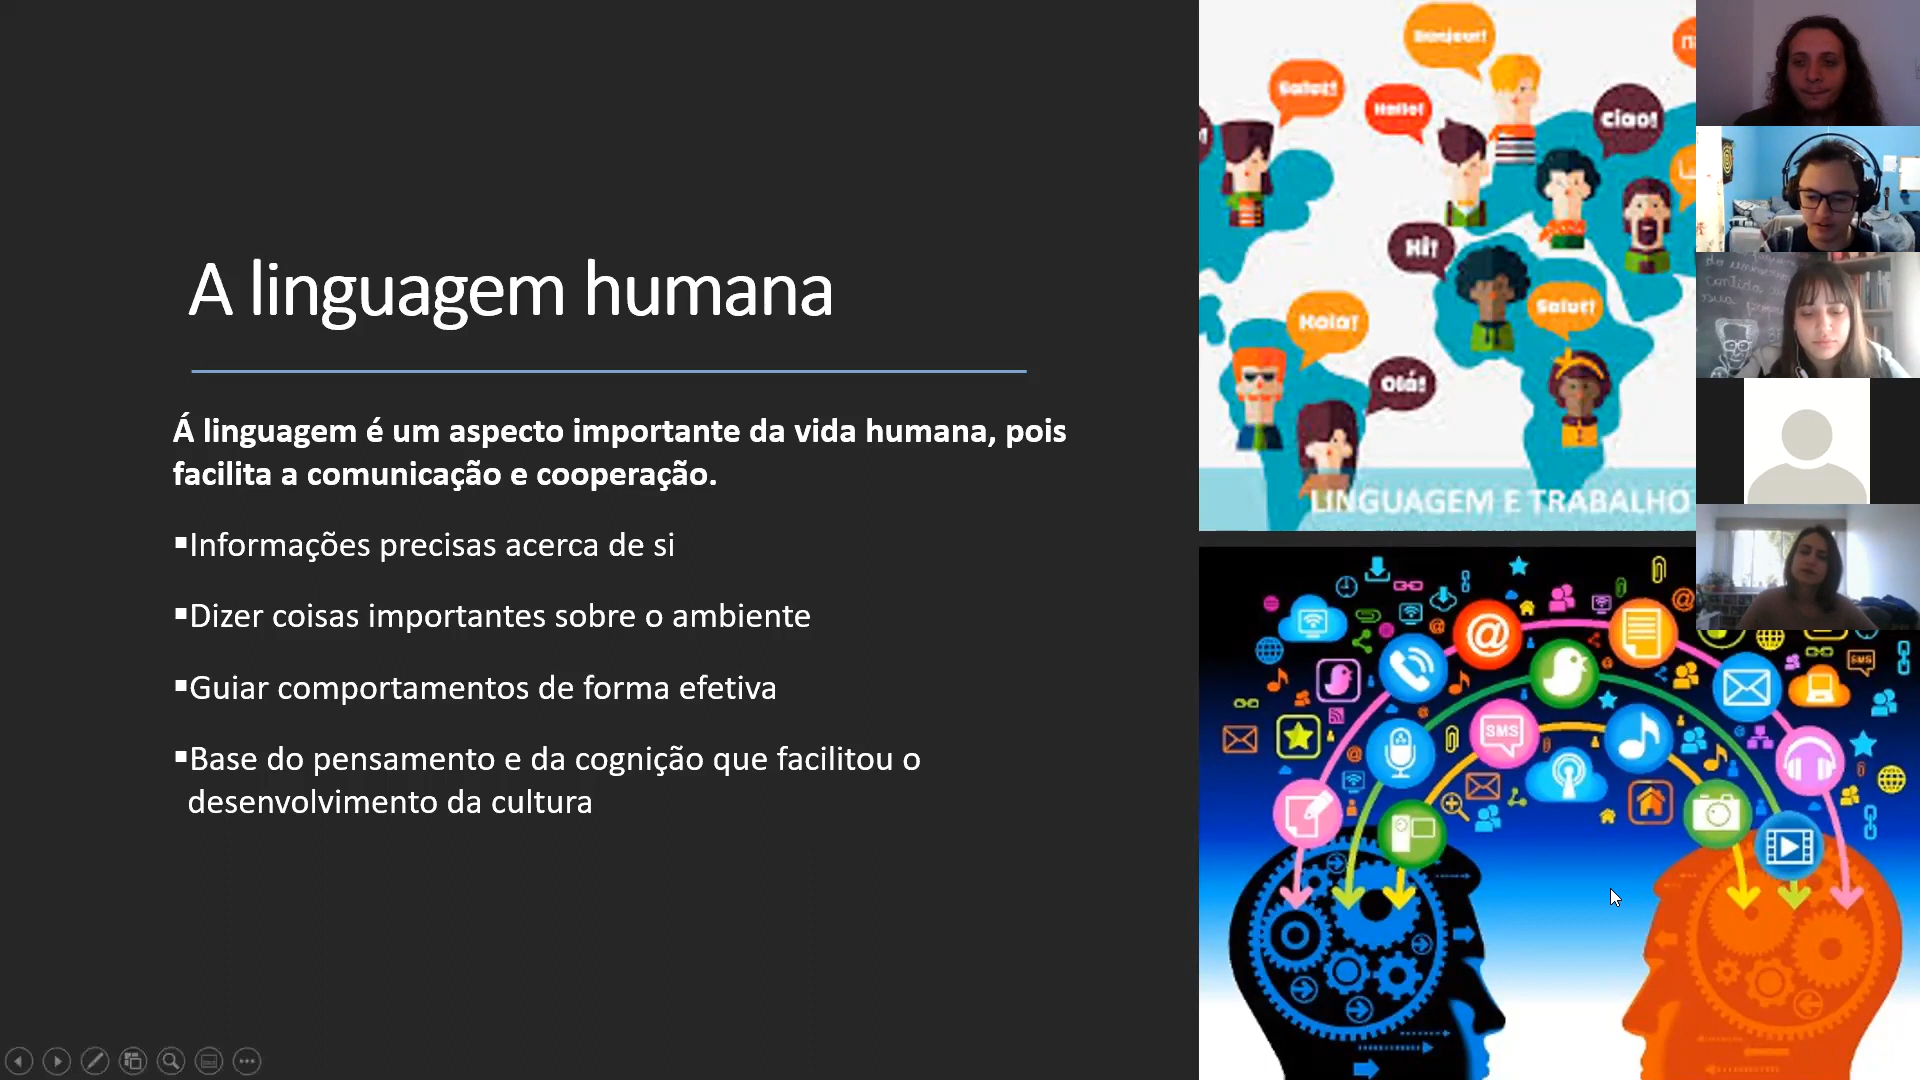 A linguagem humana
Á linguagem é um aspecto importante da vida humana, pois
facilita a comunicação e cooperação.
▪Informações precisas acerca de si
▪Dizer coisas importantes sobre o ambiente
▪Guiar comportamentos de forma efetiva
▪Base do pensamento e da cognição que facilitou o
desenvolvimento da cultura
Bonjour!
Salut!
Hallo!
Ciao!
Hi!
Hola!
Salut!
Olá!
LINGUAGEM E TRABALHO
@
SMS
SMS